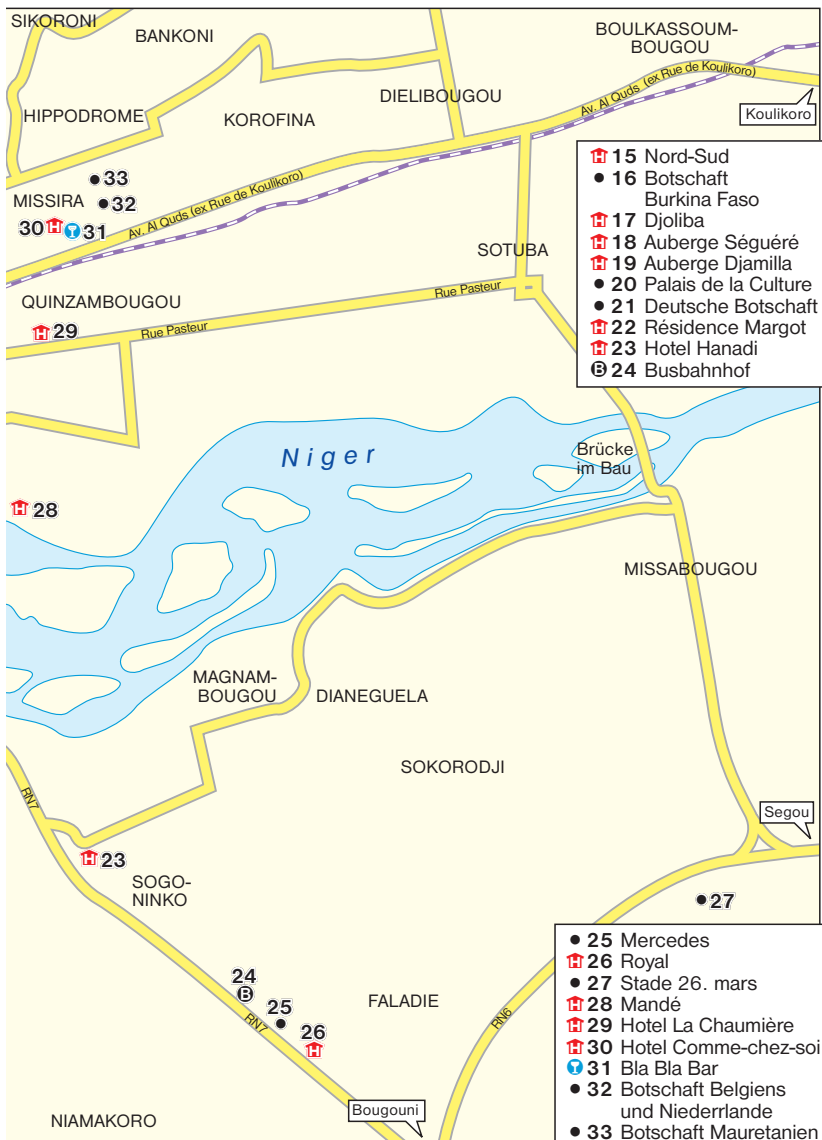 SIKORONI
BANKONI
BOULKASSOUM-
BOUGOU
HIPPODROME
KOROFINA
DIELIBOUGOU
Av. Al Quds (ex Rue de Koulikoro)
Koulikoro
33
MISSIRA
32
30 H 31
Av. Al Quds (ex Rue de Koulikoro)
SOTUBA
H 15 Nord-Sud
● 16 Botschaft
Burkina Faso
H 17 Djoliba
H 18 Auberge Séguéré
H 19 Auberge Djamilla
● 20 Palais de la Culture
● 21 Deutsche Botschaft
H 22 Résidence Margot
H 23 Hotel Hanadi
B 24 Busbahnhof
QUINZAMBOUGOU
Rue Pasteur
H 29
Rue Pasteur
Niger
Brücke
im Bau
H 28
MISSABOUGOU
MAGNAM-
BOUGOU
DIANEGUELA
SOKORODJI
RN7
Segou
H 23
SOGO-
NINKO
27
24
B
25
FALADIE
RN7
26
H
RN6
Bougouni
NIAMAKORO
● 25 Mercedes
H 26 Royal
● 27 Stade 26. mars
H 28 Mandé
H 29 Hotel La Chaumière
H 30 Hotel Comme-chez-soi
31 Bla Bla Bar
● 32 Botschaft Belgiens
und Niederrlande
● 33 Botschaft Mauretanien